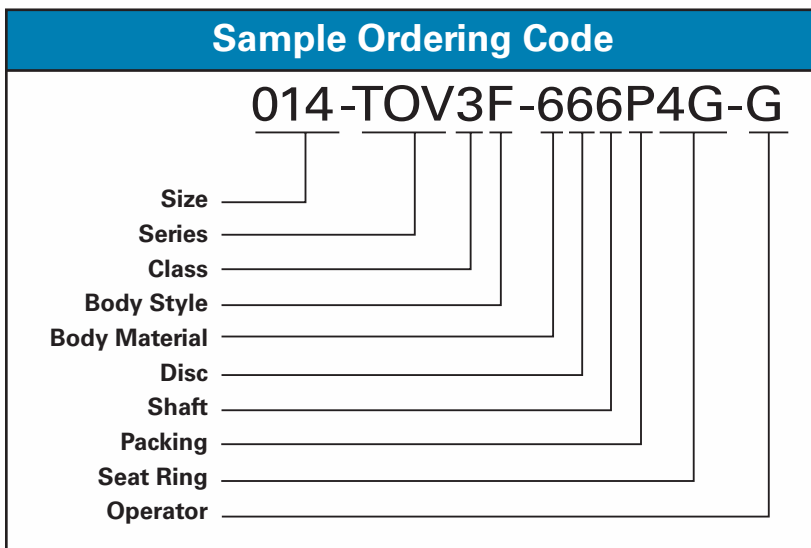 Sample Ordering Code
014-TOV3F-666P4G-G
Size
Series
Class
Body Style
Body Material
Disc
Shaft
Packing
Seat Ring
Operator